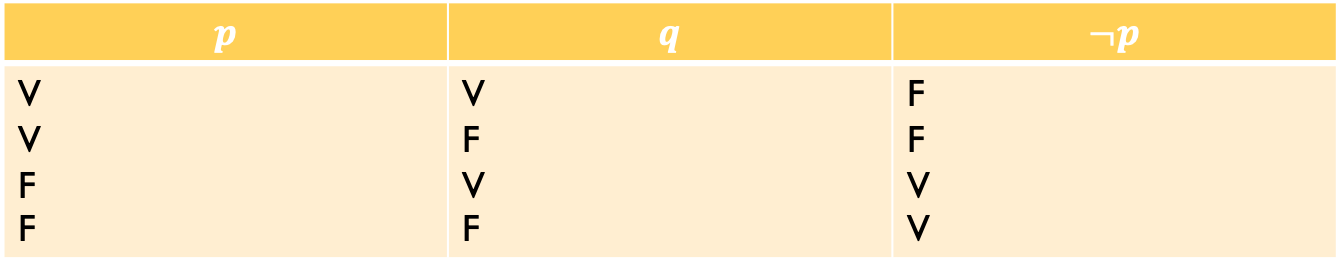 p q ¬p
V V F
V F F
F V V
F F V